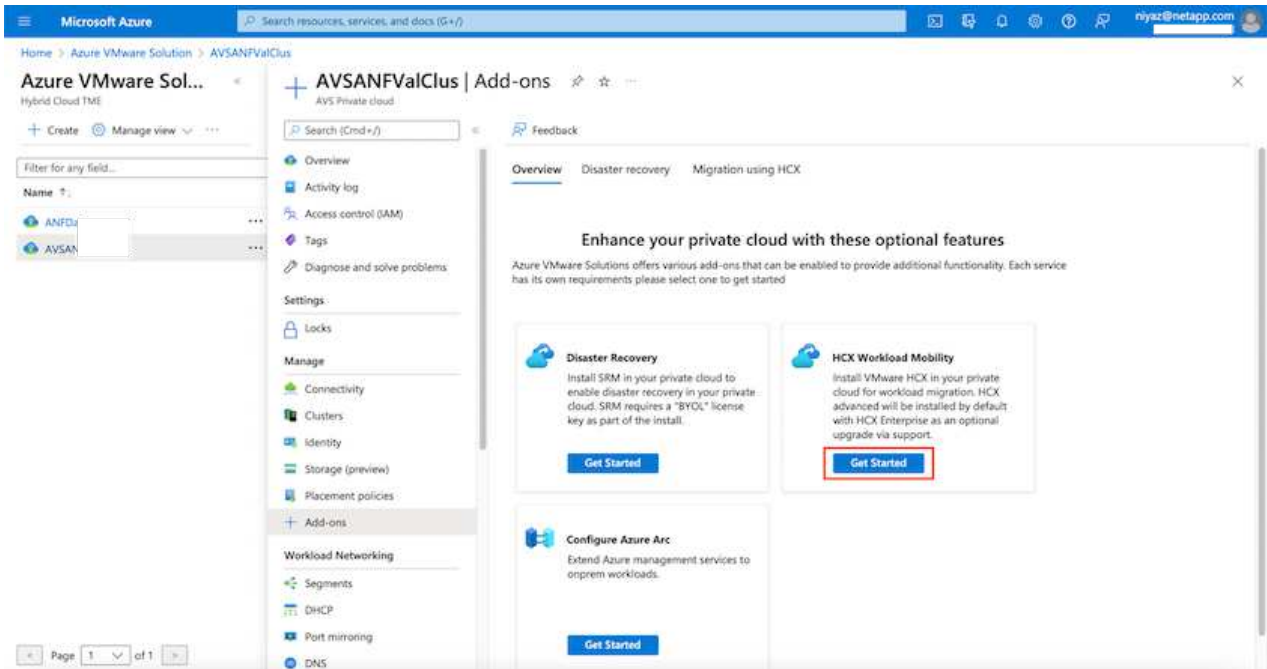 Microsoft Azure
Search resources, services, and docs (G+/)
niyaz@netapp.com
Home > Azure VMware Solution > AVSANFValClus
Azure VMware Sol...
Hybrid Cloud TME
+ Create
Manage view
...
Filter for any field...
Name ↑↓
ANFDa
...
AVSAN
...
< Page 1 of 1 >
AVSANFValClus | Add-ons
...
AVS Private cloud
Search (Cmd+/)
«
Overview
Activity log
Access control (IAM)
Tags
Diagnose and solve problems
Settings
Locks
Manage
Connectivity
Clusters
Identity
Storage (preview)
Placement policies
Add-ons
Workload Networking
Segments
DHCP
Port mirroring
DNS
Feedback
Overview
Disaster recovery
Migration using HCX
Enhance your private cloud with these optional features
Azure VMware Solutions offers various add-ons that can be enabled to provide additional functionality. Each service
has its own requirements please select one to get started
Disaster Recovery
Install SRM in your private cloud to
enable disaster recovery in your private
cloud. SRM requires a "BYOL" license
key as part of the install.
Get Started
HCX Workload Mobility
Install VMware HCX in your private
cloud for workload migration. HCX
advanced will be installed by default
with HCX Enterprise as an optional
upgrade via support.
Get Started
Configure Azure Arc
Extend Azure management services to
onprem workloads.
Get Started